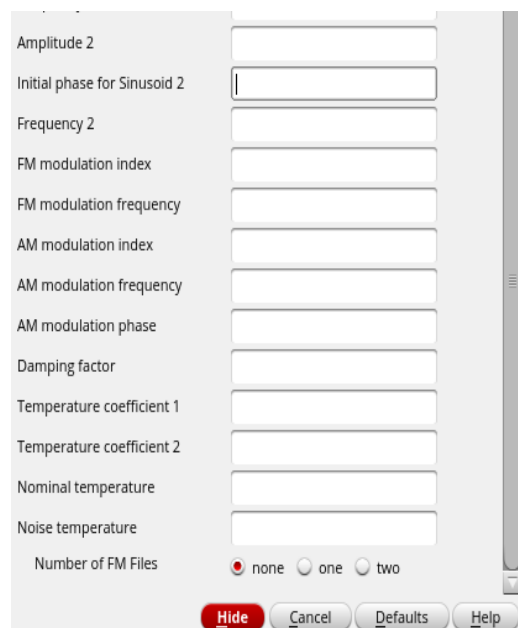 Amplitude 2
Initial phase for Sinusoid 2
Frequency 2
FM modulation index
FM modulation frequency
AM modulation index
AM modulation frequency
AM modulation phase
Damping factor
Temperature coefficient 1
Temperature coefficient 2
Nominal temperature
Noise temperature
Number of FM Files none one two
Hide Cancel Defaults Help